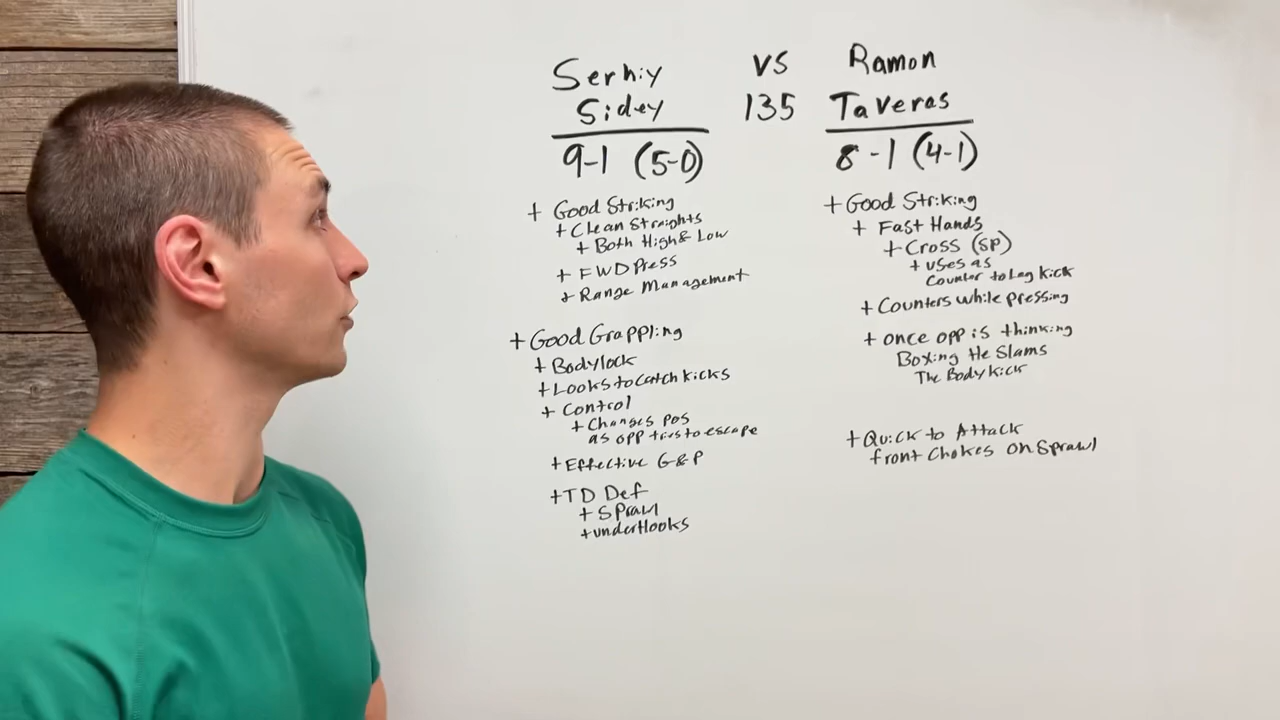 Serhiy
Sidey
9-1 (5-0)
+ Good Striking
+ Clean Straights
+ Both High & Low
+ FWD Press
+ Range Management
+ Good Grappling
+ Bodylock
+ Looks to catch kicks
+ Control
+ Changes pos
as opp tries to escape
+ Effective G&P
+ TD Def
+ Sprawl
+ underHooks
VS
135
Ramon
Taveras
8-1 (4-1)
+ Good Striking
+ Fast Hands
+ Cross (SP)
+ uses as
Counter to Leg Kick
+ Counters while pressing
+ once opp is thinking
Boxing He Slams
The Body kick
+ Quick to Attack
front Chokes on Sprawl